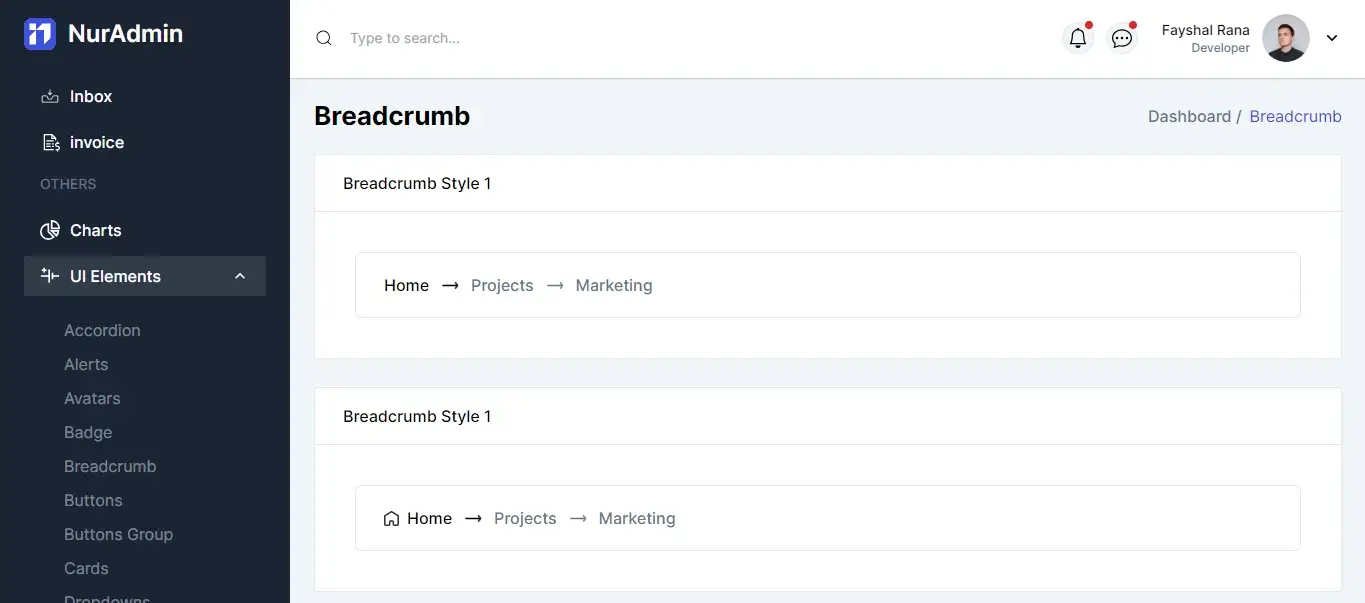 NurAdmin
Inbox
invoice
OTHERS
Charts
UI Elements
Accordion
Alerts
Avatars
Badge
Breadcrumb
Buttons
Buttons Group
Cards
Dropdowns
Type to search...
Fayshal Rana
Developer
Breadcrumb
Dashboard / Breadcrumb
Breadcrumb Style 1
Home → Projects → Marketing
Breadcrumb Style 1
Home → Projects → Marketing